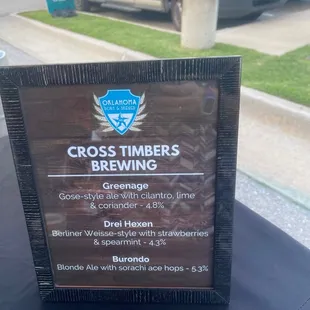 OKLAHOMA
CROSS TIMBERS
BREWING
Greenage
Gose-style ale with cilantro, lime
& coriander - 4.8%
Drei Hexen
Berliner Weisse-style with strawberries
& spearmint - 4.3%
Burondo
Blonde Ale with sorachi ace hops - 5.3%